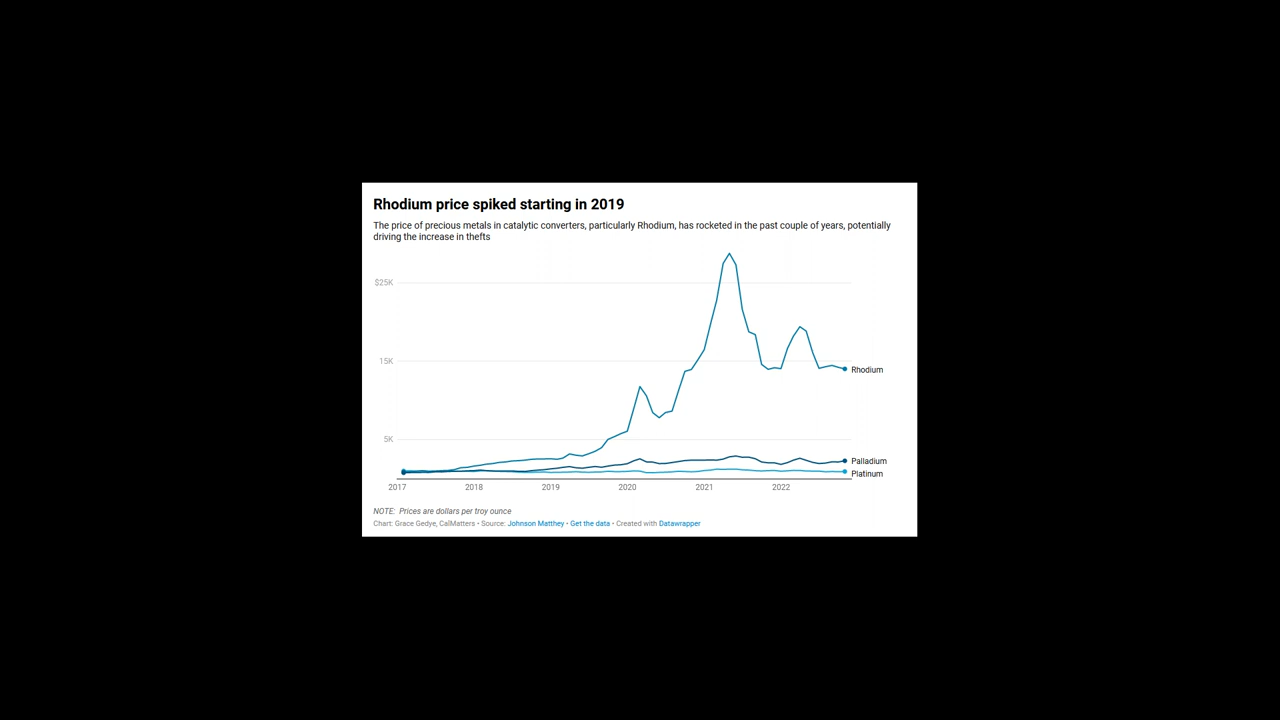 Rhodium price spiked starting in 2019
The price of precious metals in catalytic converters, particularly Rhodium, has rocketed in the past couple of years, potentially
driving the increase in thefts
$25K
15K
Rhodium
5K
Palladium
Platinum
2017 2018 2019 2020 2021 2022
NOTE: Prices are dollars per troy ounce
Chart: Grace Gedye, CalMatters • Source: Johnson Matthey • Get the data • Created with Datawrapper